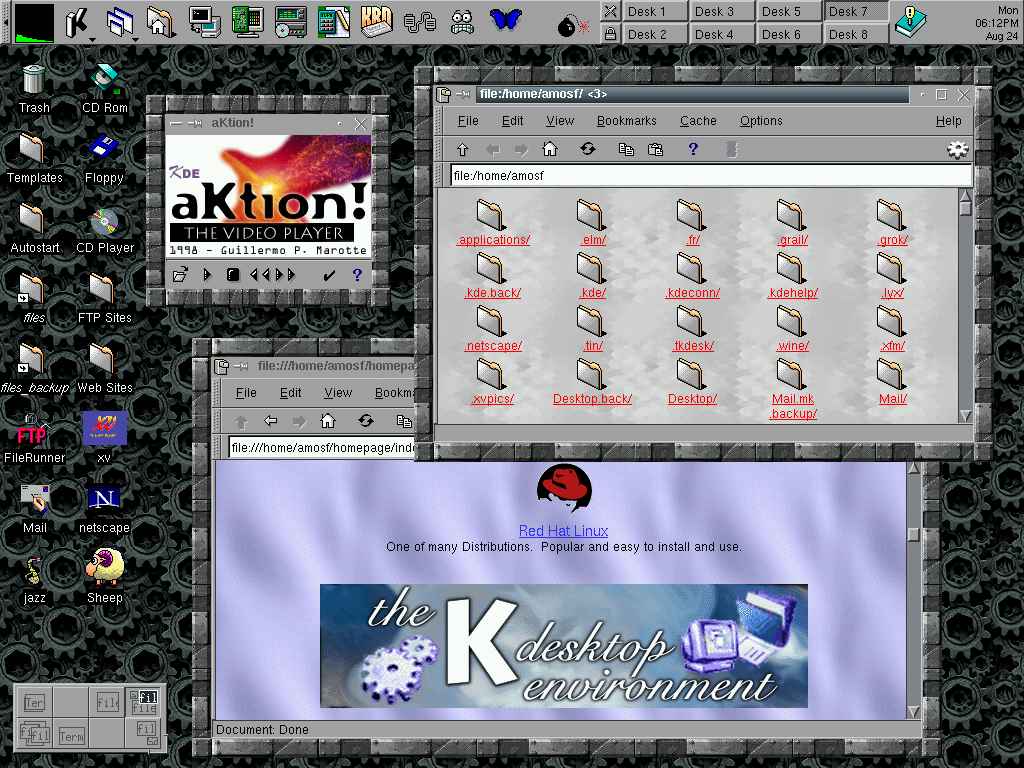 Desk 1 Desk 3 Desk 5 Desk 7
Desk 2 Desk 4 Desk 6 Desk 8
Mon
06:12PM
Aug 24
KRN
Trash
CD Rom
Templates
Floppy
Autostart
CD Player
files
FTP Sites
files_backup
Web Sites
FTP
FileRunner
XV
xv
Mail
N
netscape
jazz
Sheep
aKtion!
KDE
aKtion!
THE VIDEO PLAYER
1998 - Guillermo P. Marotte
?
file:/home/amosf/ <3>
File Edit View Bookmarks Cache Options Help
?
file:/home/amosf
.applications/ .elm/ .fr/ .grail/ .grok/
.kde.back/ .kde/ .kdeconn/ .kdehelp/ .lyx/
.netscape/ .tin/ .tkdesk/ .wine/ .xfm/
.xvpics/ Desktop.back/ Desktop/ Mail.mk
.backup/ Mail/
file:///home/amosf/homepa
File Edit View Bookma
file:///home/amosf/homepage/inde
Red Hat Linux
One of many Distributions. Popular and easy to install and use.
the K desktop
environment
Document: Done
Ter
file
fil
file
fil
Term
fil